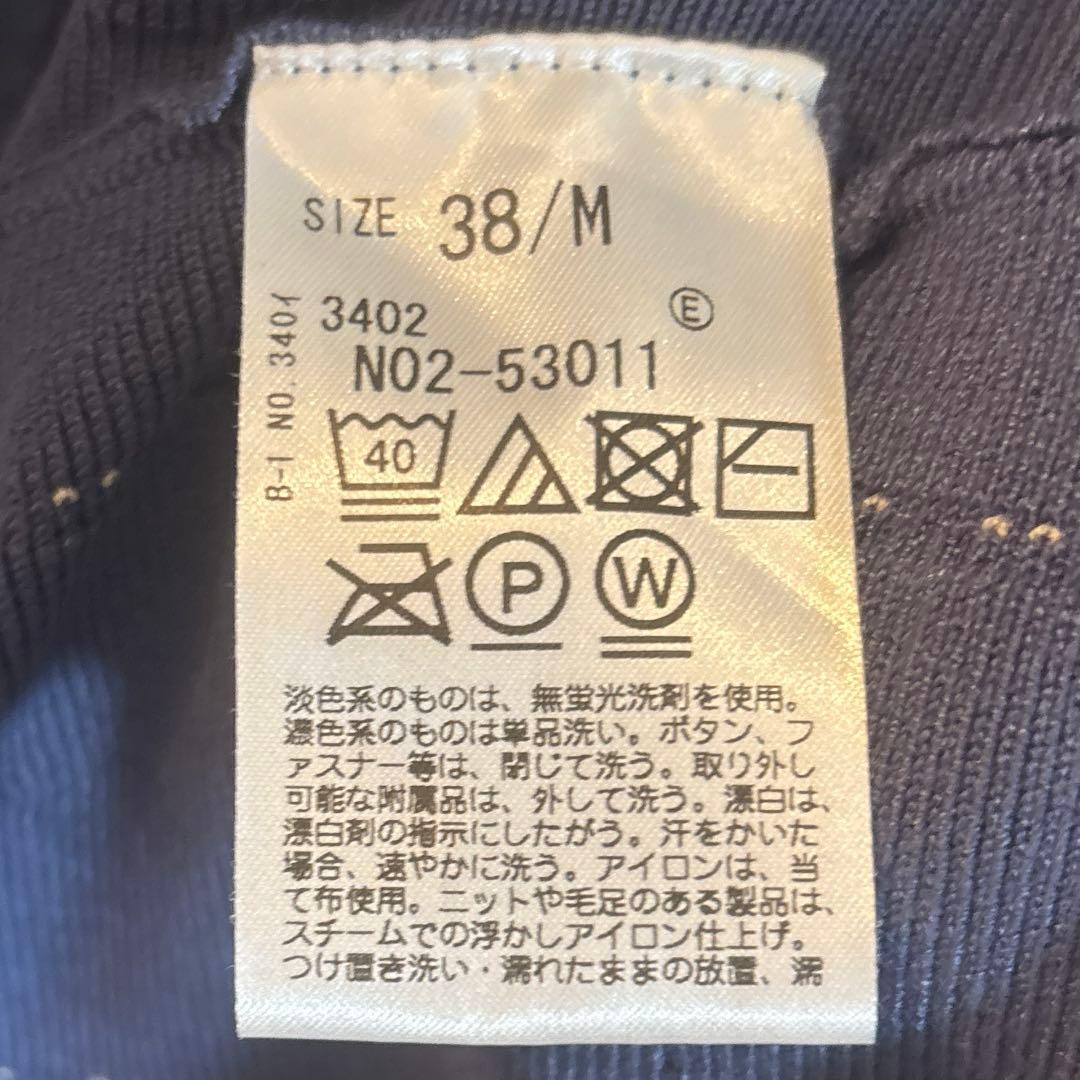 SIZE 38/M
B-1 NO.3401
3402
E
N02-53011
40
P
W
淡色系のものは、無蛍光洗剤を使用。
濃色系のものは単品洗い。ボタン、フ
ァスナー等は、閉じて洗う。取り外し
可能な附属品は、外して洗う。漂白は、
漂白剤の指示にしたがう。汗をかいた
場合、速やかに洗う。アイロンは、当
て布使用。ニットや毛足のある製品は、
スチームでの浮かしアイロン仕上げ。
つけ置き洗い・濡れたままの放置、濡